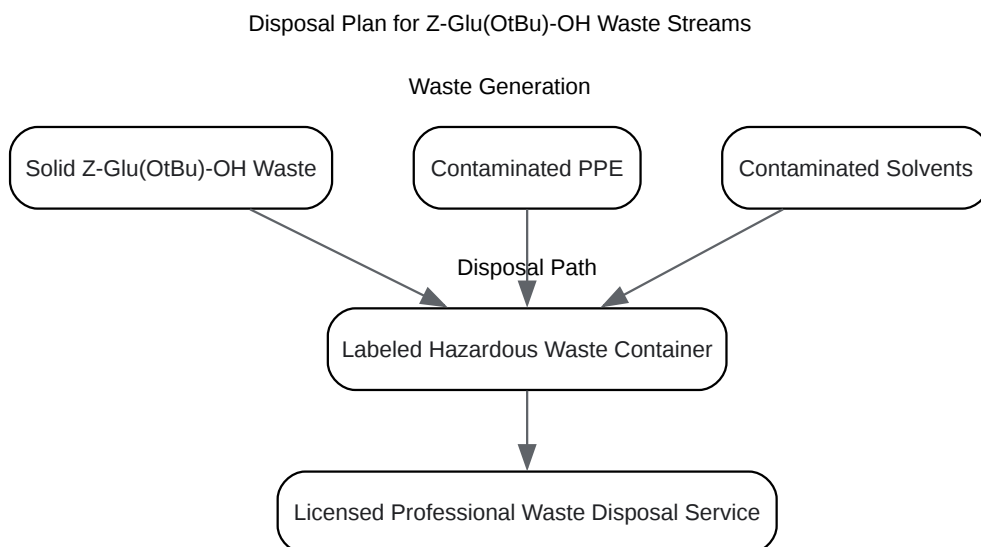 Disposal Plan for Z-Glu(OtBu)-OH Waste Streams
Waste Generation
Solid Z-Glu(OtBu)-OH Waste
Contaminated PPE
Contaminated Solvents
Disposal Path
Labeled Hazardous Waste Container
Licensed Professional Waste Disposal Service